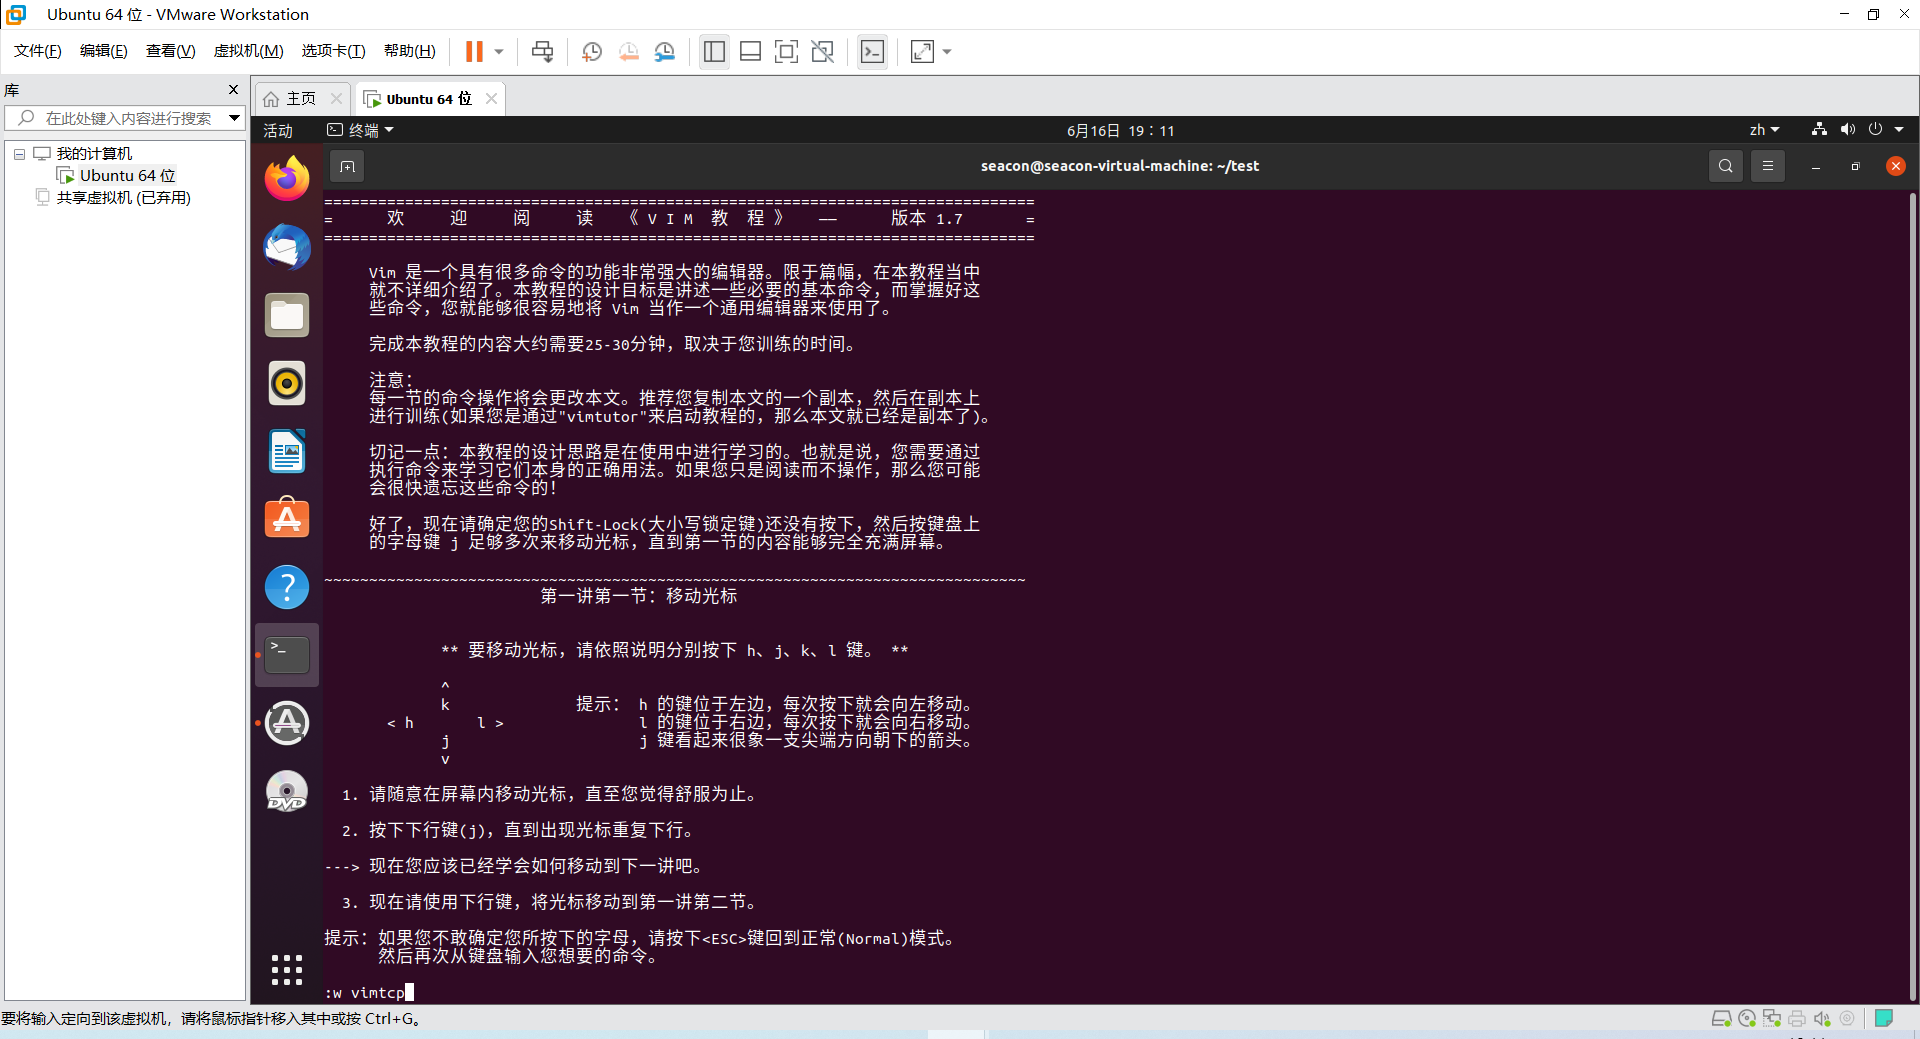 Ubuntu 64 位 - VMware Workstation
文件(F) 编辑(E) 查看(V) 虚拟机(M) 选项卡(T) 帮助(H)
库
在此处键入内容进行搜索
我的计算机
Ubuntu 64 位
共享虚拟机 (已弃用)
主页 Ubuntu 64 位
活动 终端 6月16日 19：11 zh
seacon@seacon-virtual-machine: ~/test
===============================================================================
= 欢 迎 阅 读 《 V I M 教 程 》 —— 版本 1.7 =
===============================================================================
Vim 是一个具有很多命令的功能非常强大的编辑器。限于篇幅，在本教程当中
就不详细介绍了。本教程的设计目标是讲述一些必要的基本命令，而掌握好这
些命令，您就能够很容易地将 Vim 当作一个通用编辑器来使用了。
完成本教程的内容大约需要25-30分钟，取决于您训练的时间。
注意：
每一节的命令操作将会更改本文。推荐您复制本文的一个副本，然后在副本上
进行训练(如果您是通过"vimtutor"来启动教程的，那么本文就已经是副本了)。
切记一点：本教程的设计思路是在使用中进行学习的。也就是说，您需要通过
执行命令来学习它们本身的正确用法。如果您只是阅读而不操作，那么您可能
会很快遗忘这些命令的！
好了，现在请确定您的Shift-Lock(大小写锁定键)还没有按下，然后按键盘上
的字母键 j 足够多次来移动光标，直到第一节的内容能够完全充满屏幕。
~~~~~~~~~~~~~~~~~~~~~~~~~~~~~~~~~~~~~~~~~~~~~~~~~~~~~~~~~~~~~~~~~~~~~~~~~~~~~~
第一讲第一节：移动光标
** 要移动光标，请依照说明分别按下 h、j、k、l 键。 **
^
k 提示： h 的键位于左边，每次按下就会向左移动。
< h l > l 的键位于右边，每次按下就会向右移动。
j j 键看起来很象一支尖端方向朝下的箭头。
v
1. 请随意在屏幕内移动光标，直至您觉得舒服为止。
2. 按下下行键(j)，直到出现光标重复下行。
---> 现在您应该已经学会如何移动到下一讲吧。
3. 现在请使用下行键，将光标移动到第一讲第二节。
提示：如果您不敢确定您所按下的字母，请按下<ESC>键回到正常(Normal)模式。
然后再次从键盘输入您想要的命令。
:w vimtcp
DVD
要将输入定向到该虚拟机，请将鼠标指针移入其中或按 Ctrl+G。